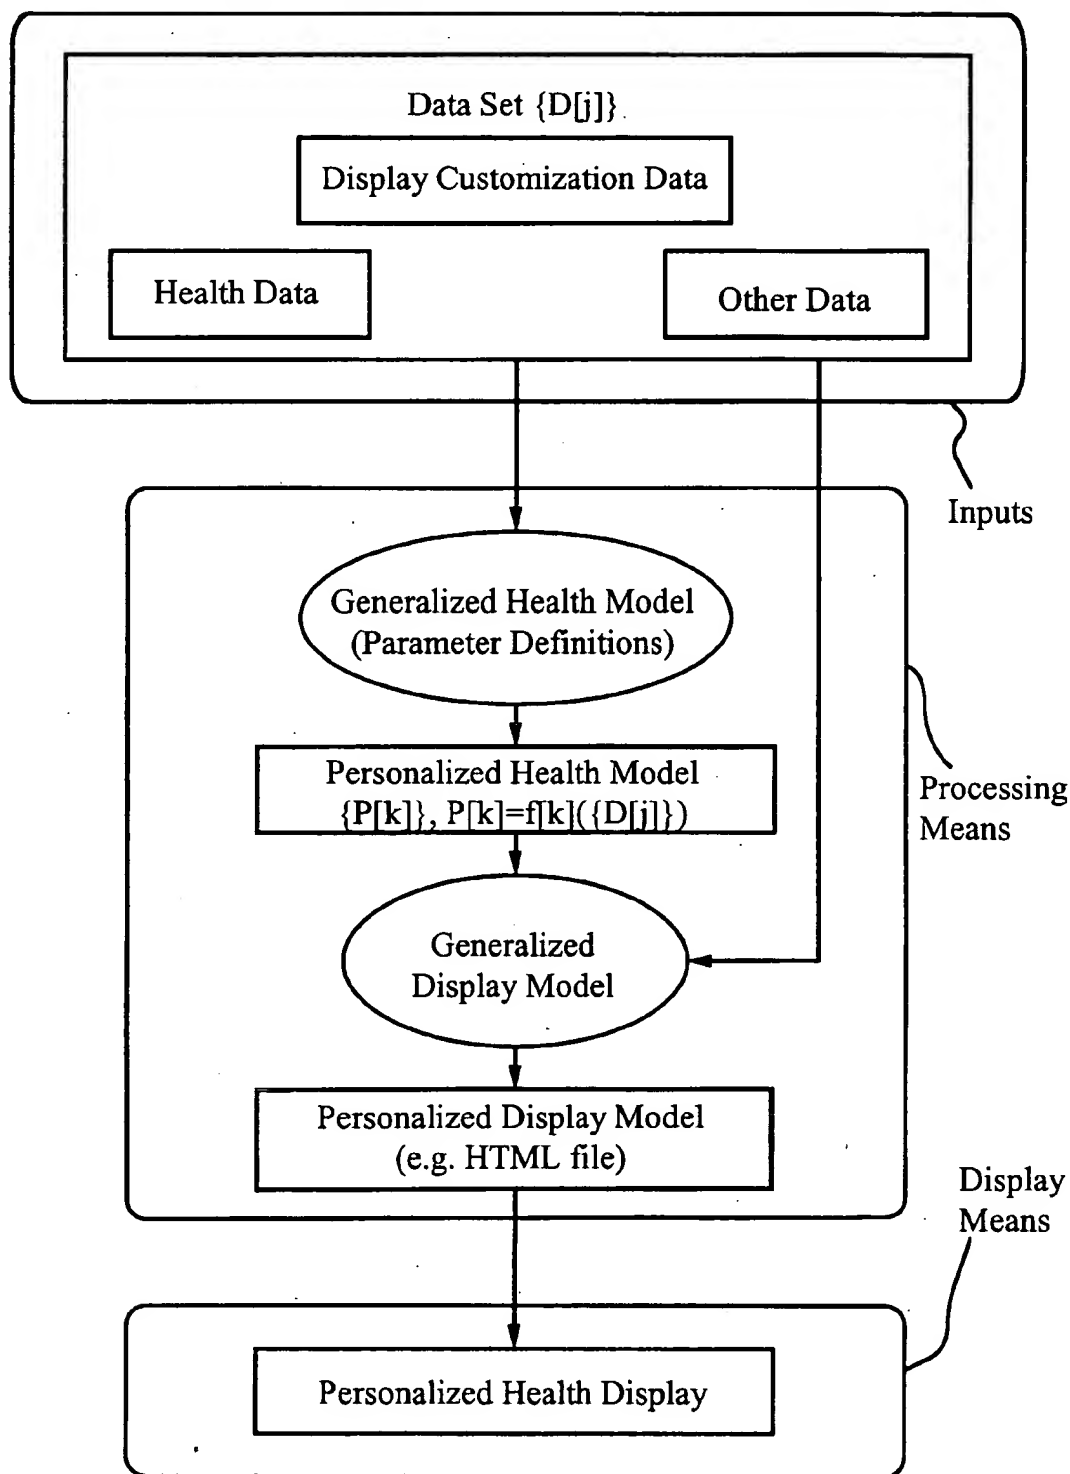 Data Set {D[j]}
Display Customization Data
Health Data
Other Data
Inputs
Generalized Health Model
(Parameter Definitions)
Personalized Health Model
{P[k]}, P[k]=f[k]({D[j]})
Processing
Means
Generalized
Display Model
Personalized Display Model
(e.g. HTML file)
Display
Means
Personalized Health Display